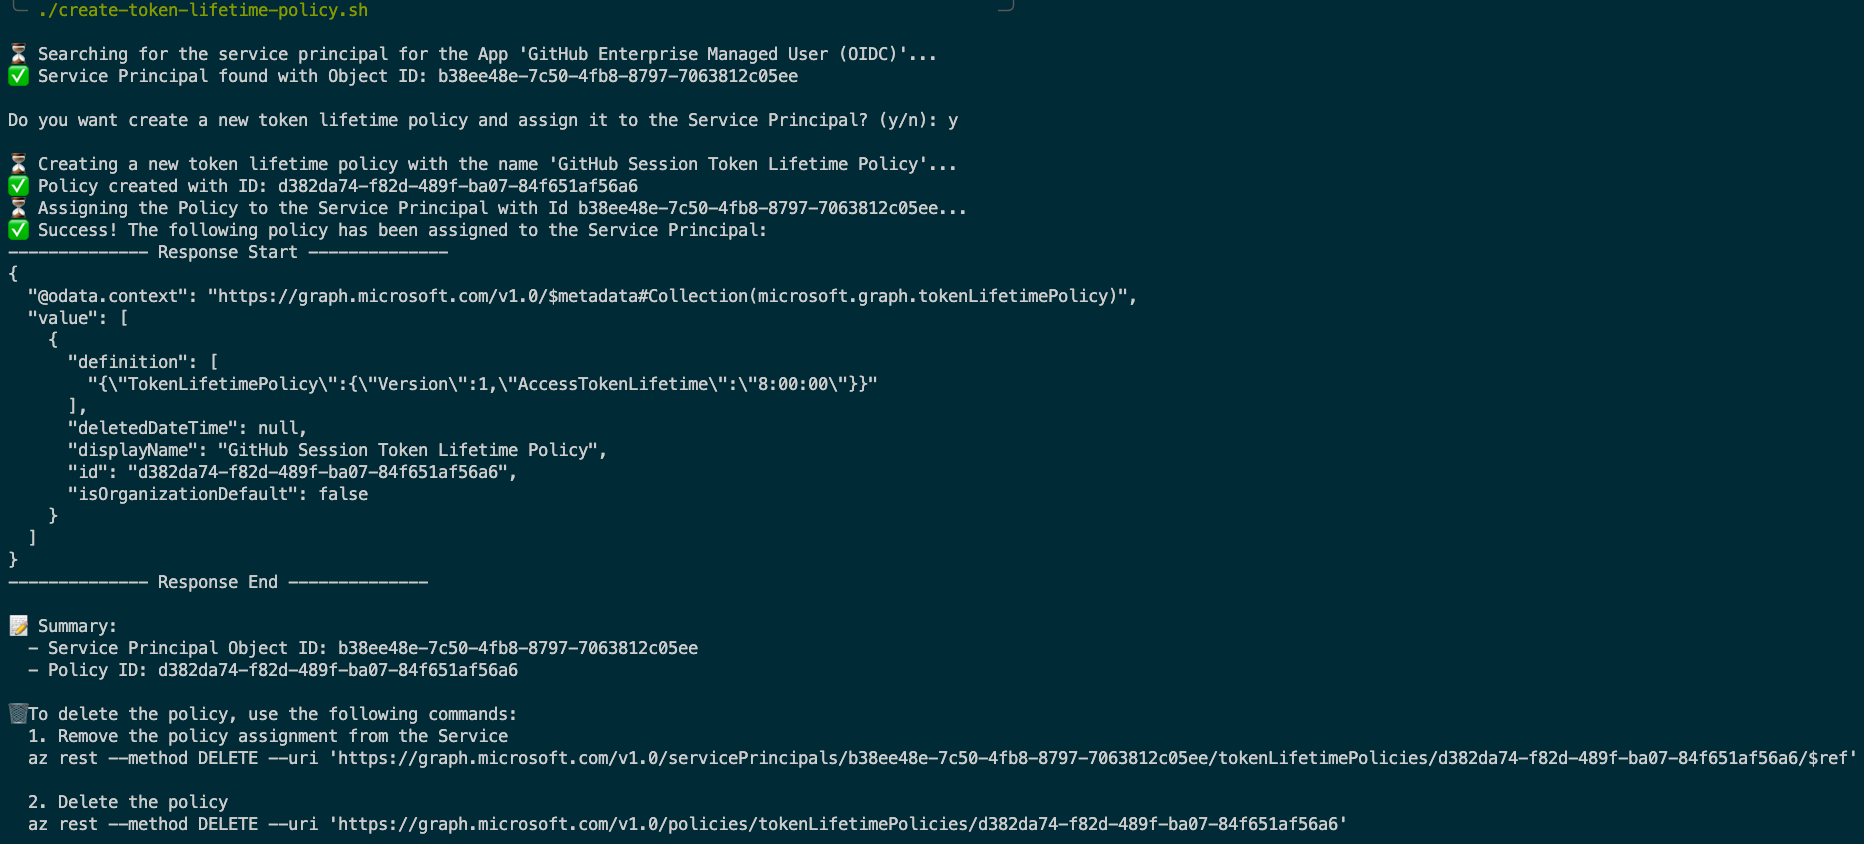 ./create-token-lifetime-policy.sh
⏳ Searching for the service principal for the App 'GitHub Enterprise Managed User (OIDC)'...
✅ Service Principal found with Object ID: b38ee48e-7c50-4fb8-8797-7063812c05ee
Do you want create a new token lifetime policy and assign it to the Service Principal? (y/n): y
⏳ Creating a new token lifetime policy with the name 'GitHub Session Token Lifetime Policy'...
✅ Policy created with ID: d382da74-f82d-489f-ba07-84f651af56a6
⏳ Assigning the Policy to the Service Principal with Id b38ee48e-7c50-4fb8-8797-7063812c05ee...
✅ Success! The following policy has been assigned to the Service Principal:
-------------- Response Start --------------
{
  "@odata.context": "https://graph.microsoft.com/v1.0/$metadata#Collection(microsoft.graph.tokenLifetimePolicy)",
  "value": [
    {
      "definition": [
        "{\"TokenLifetimePolicy\":{\"Version\":1,\"AccessTokenLifetime\":\"8:00:00\"}}"
      ],
      "deletedDateTime": null,
      "displayName": "GitHub Session Token Lifetime Policy",
      "id": "d382da74-f82d-489f-ba07-84f651af56a6",
      "isOrganizationDefault": false
    }
  ]
}
-------------- Response End --------------
📝 Summary:
  - Service Principal Object ID: b38ee48e-7c50-4fb8-8797-7063812c05ee
  - Policy ID: d382da74-f82d-489f-ba07-84f651af56a6
🗑️To delete the policy, use the following commands:
  1. Remove the policy assignment from the Service
  az rest --method DELETE --uri 'https://graph.microsoft.com/v1.0/servicePrincipals/b38ee48e-7c50-4fb8-8797-7063812c05ee/tokenLifetimePolicies/d382da74-f82d-489f-ba07-84f651af56a6/$ref'
  2. Delete the policy
  az rest --method DELETE --uri 'https://graph.microsoft.com/v1.0/policies/tokenLifetimePolicies/d382da74-f82d-489f-ba07-84f651af56a6'